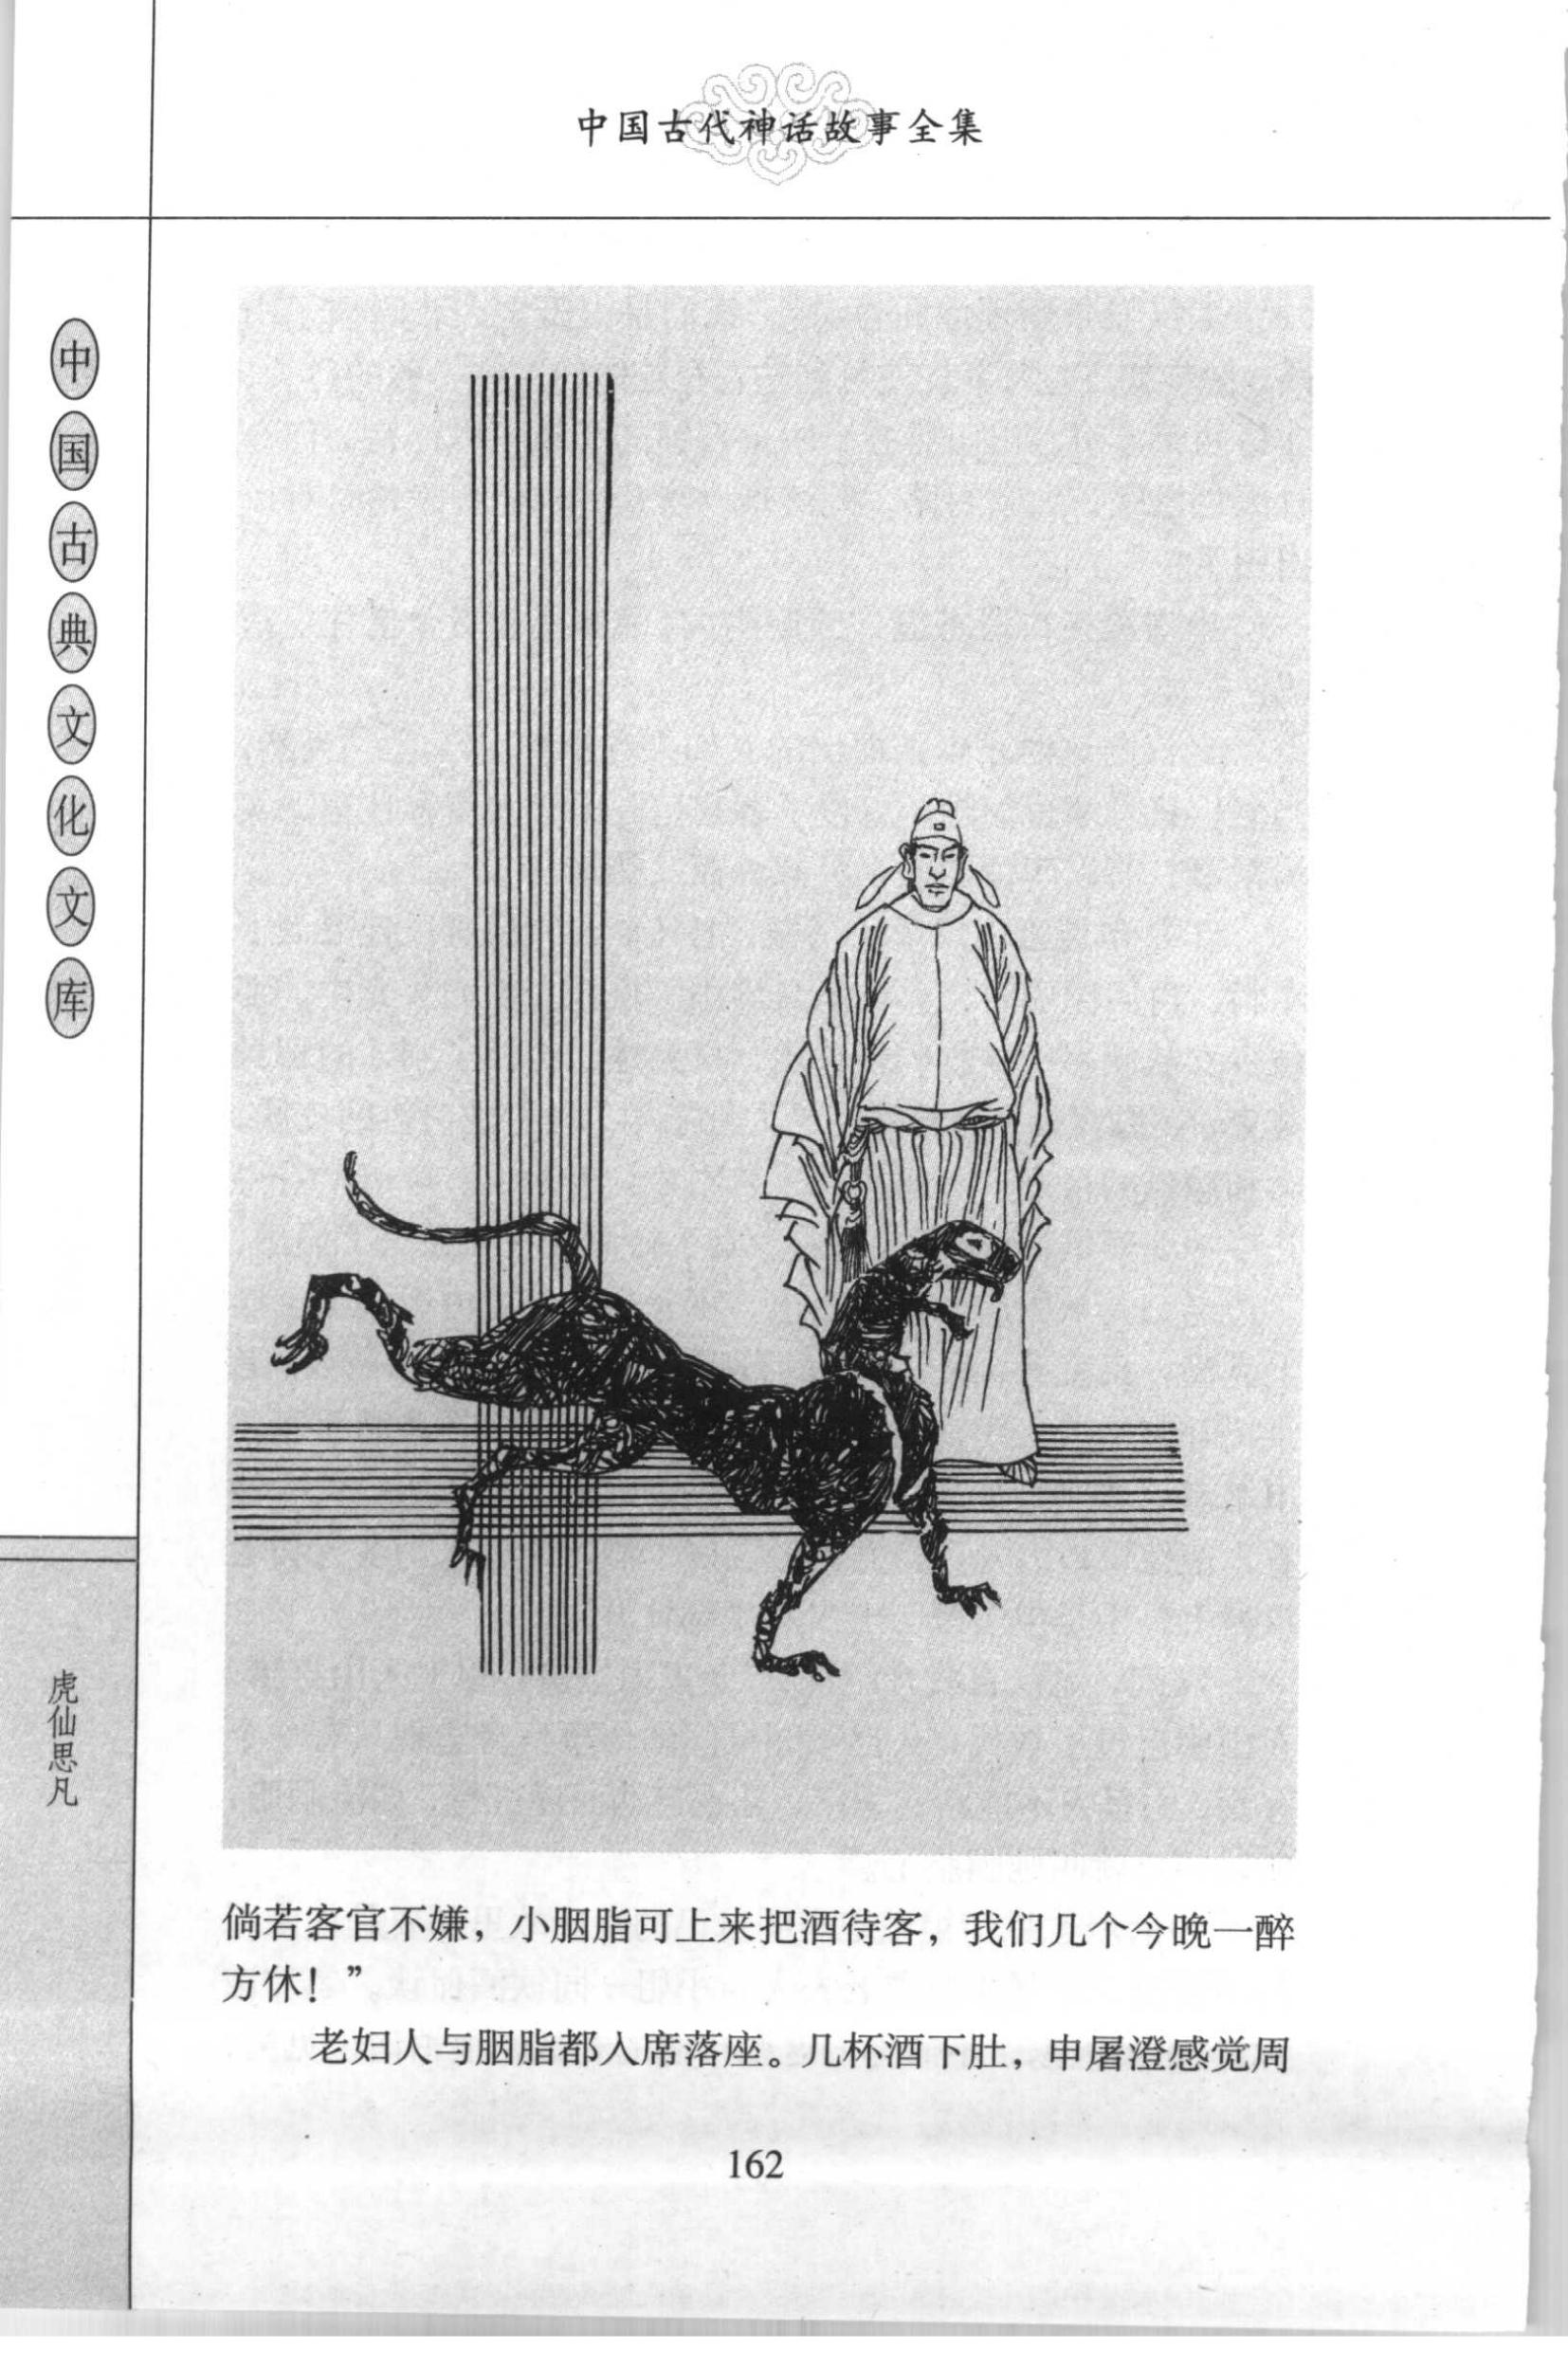 中国古代神话故事全集
中国古典文化文库
虎仙思凡
倘若客官不嫌，小胭脂可上来把酒待客，我们几个今晚一醉
方休！”
老妇人与胭脂都入席落座。几杯酒下肚，申屠澄感觉周
162